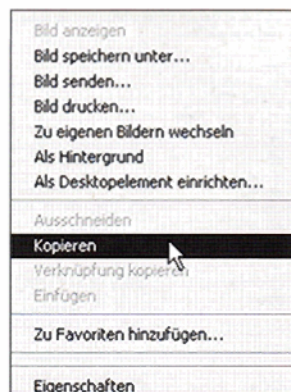 Bild anzeigen
Bild speichern unter...
Bild senden...
Bild drucken...
Zu eigenen Bildern wechseln
Als Hintergrund
Als Desktopelement einrichten...
Ausschneiden
Kopieren
Verknüpfung kopieren
Einfügen
Zu Favoriten hinzufügen...
Eigenschaften